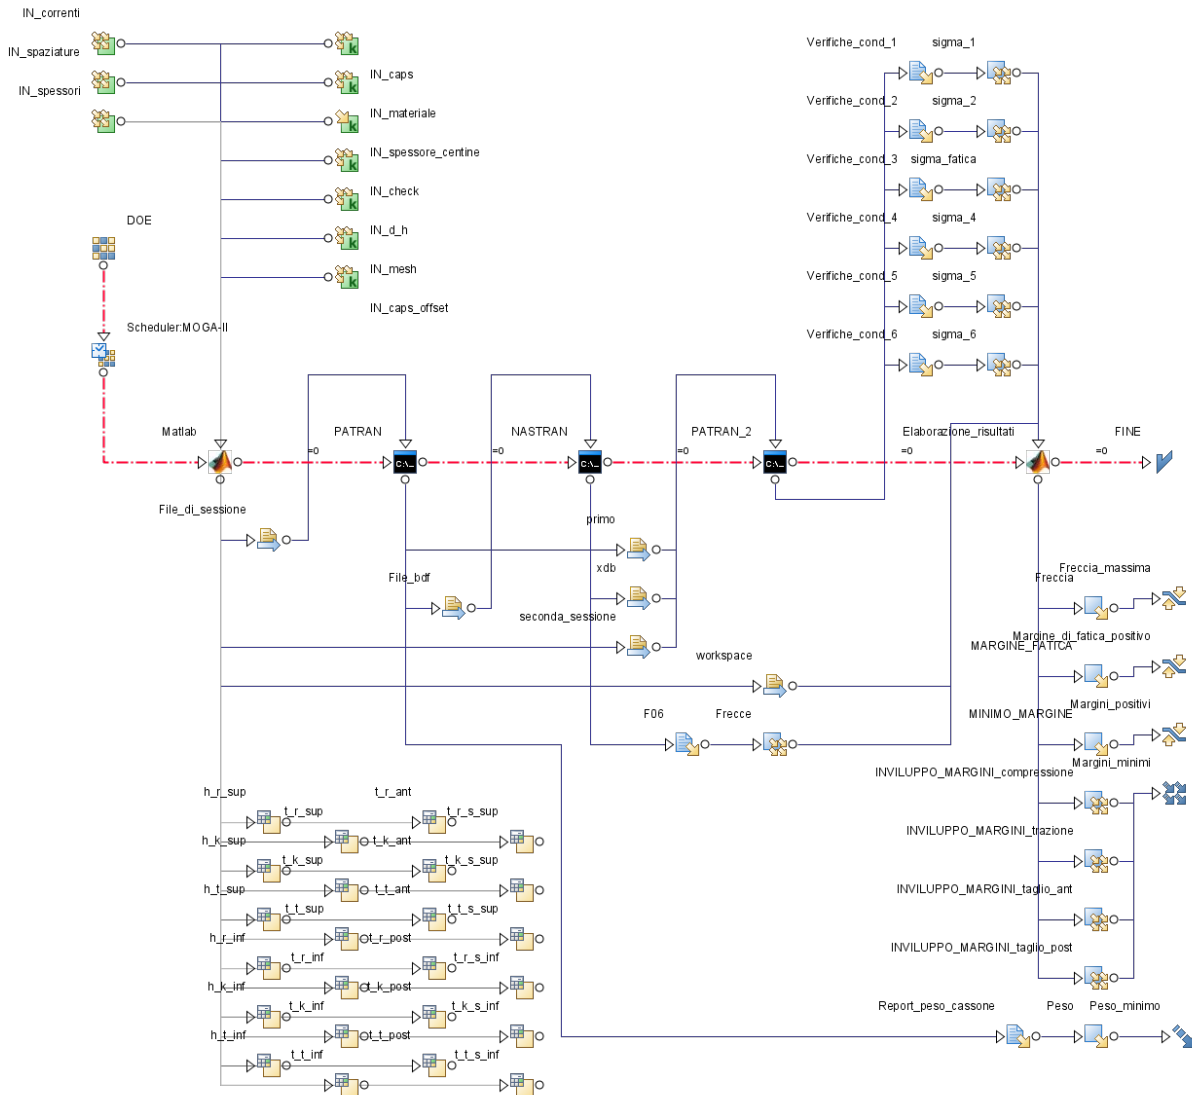 IN_correnti
IN_spaziature
IN_spessori
IN_caps
IN_materiale
IN_spessore_centine
IN_check
IN_d_h
IN_mesh
IN_caps_offset
k
k
k
k
k
k
k
DOE
Scheduler:MOGA-II
Verifiche_cond_1 sigma_1
Verifiche_cond_2 sigma_2
Verifiche_cond_3 sigma_fatica
Verifiche_cond_4 sigma_4
Verifiche_cond_5 sigma_5
Verifiche_cond_6 sigma_6
Matlab PATRAN NASTRAN PATRAN_2 Elaborazione_risultati FINE
=0 =0 =0 =0 =0
C:\_ C:\_ C:\_
File_di_sessione
primo
File_bdf
xdb
seconda_sessione
workspace
F06 Frecce
Freccia_massima
Freccia
Margine_di_fatica_positivo
MARGINE_FATICA
Margini_positivi
MINIMO_MARGINE
Margini_minimi
INVILUPPO_MARGINI_compressione
INVILUPPO_MARGINI_trazione
INVILUPPO_MARGINI_taglio_ant
INVILUPPO_MARGINI_taglio_post
Report_peso_cassone Peso Peso_minimo
h_r_sup t_r_ant
t_r_sup t_r_s_sup
h_k_sup t_k_ant
t_k_sup t_k_s_sup
h_t_sup t_t_ant
t_t_sup t_t_s_sup
h_r_inf t_r_post
t_r_inf t_r_s_inf
h_k_inf t_k_post
t_k_inf t_k_s_inf
h_t_inf t_t_post
t_t_inf t_t_s_inf